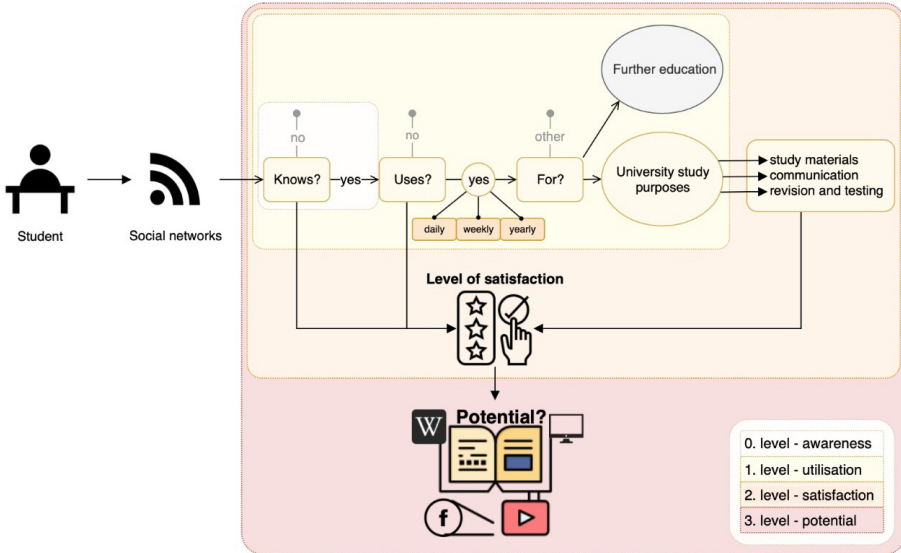 Further education
no
no
other
Knows?
yes
Uses?
yes
For?
University study
purposes
study materials
communication
revision and testing
daily
weekly
yearly
Student
Social networks
Level of satisfaction
Potential?
W
f
0. level - awareness
1. level - utilisation
2. level - satisfaction
3. level - potential